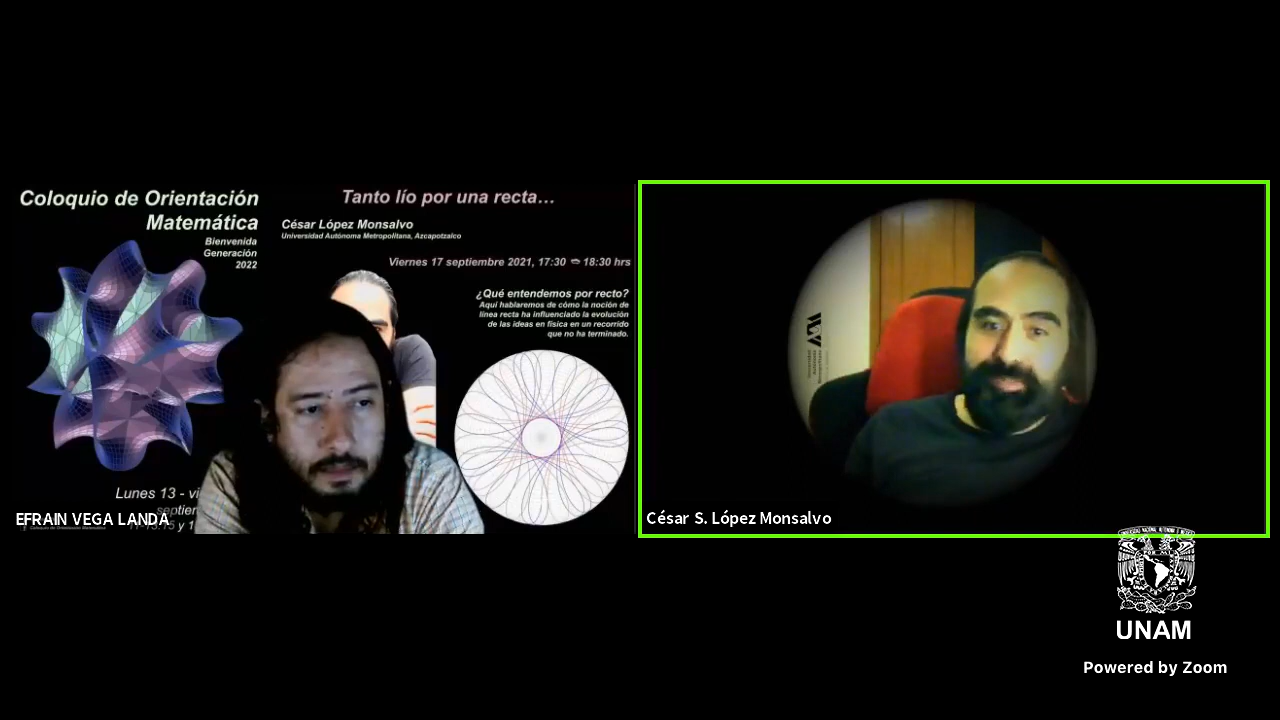 Coloquio de Orientación
Matemática
Bienvenida
Generación
2022
Lunes 13 - vi
septier
EFRAIN VEGA LANDA
Tanto lío por una recta...
César López Monsalvo
Universidad Autónoma Metropolitana, Azcapotzalco
Viernes 17 septiembre 2021, 17:30 18:30 hrs
¿Qué entendemos por recto?
Aquí hablaremos de cómo la noción de
línea recta ha influenciado la evolución
de las ideas en física en un recorrido
que no ha terminado.
César S. López Monsalvo
UNAM
Powered by Zoom